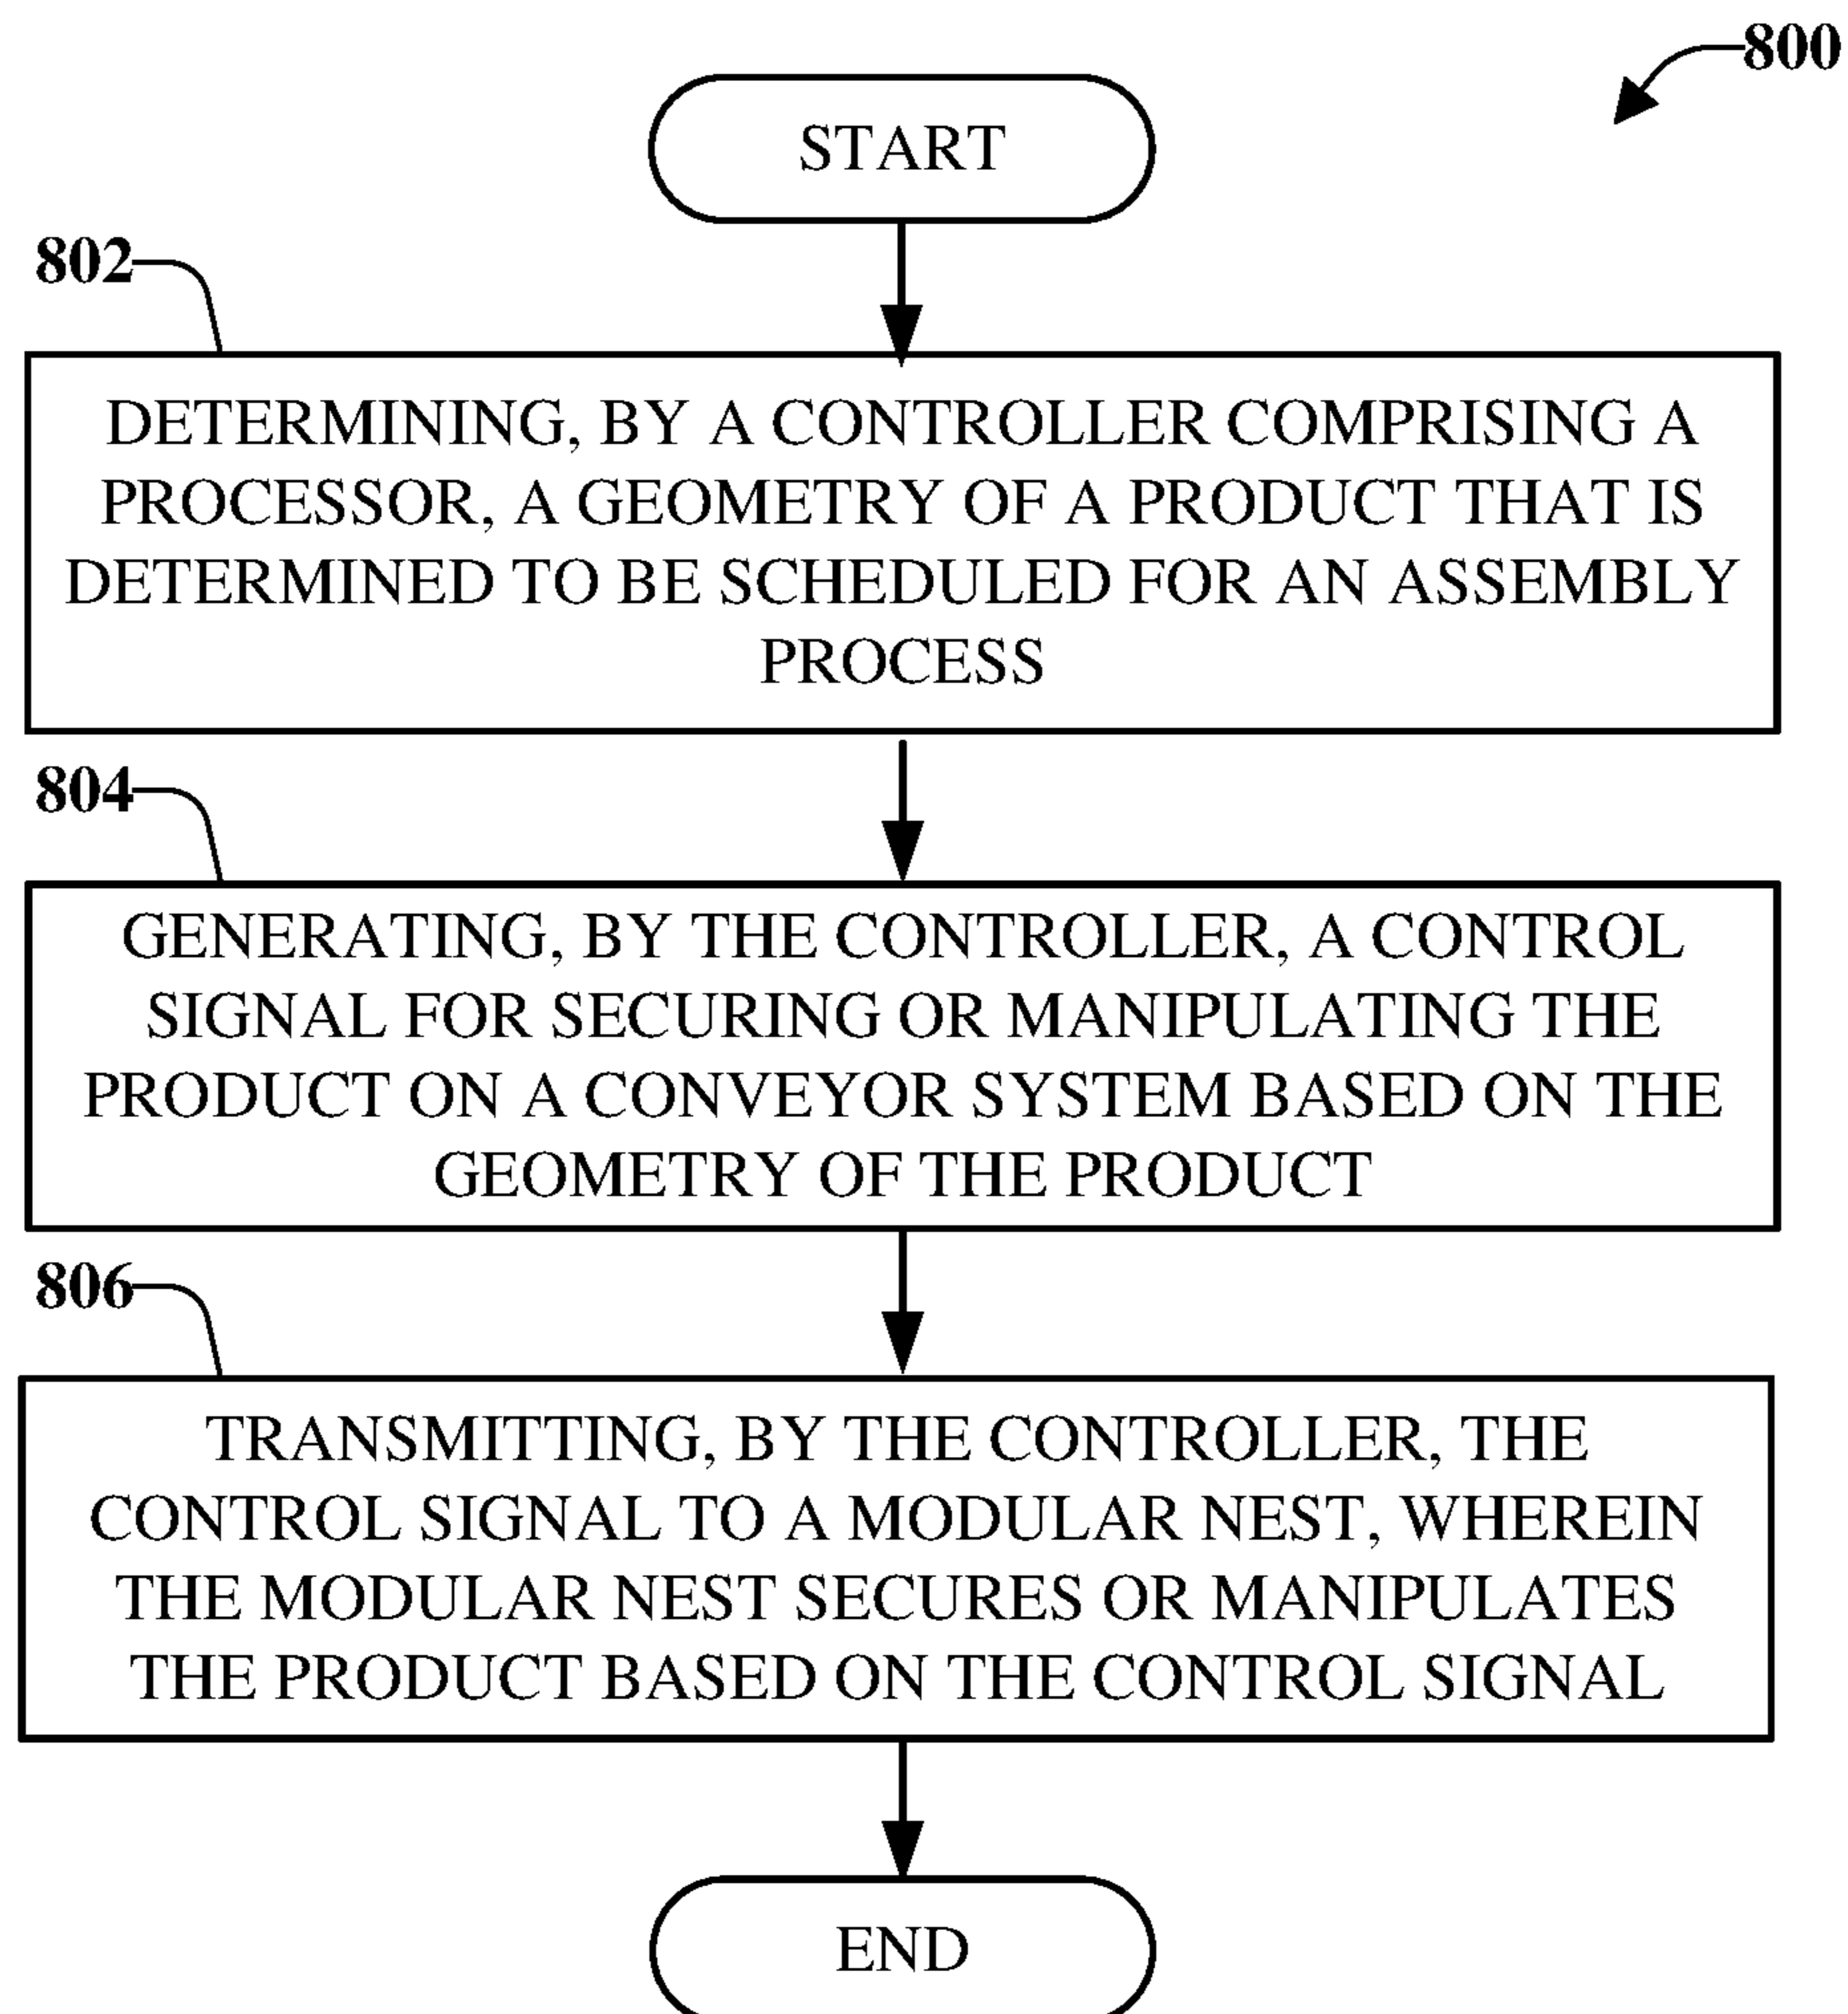 800
START
802
DETERMINING, BY A CONTROLLER COMPRISING A
PROCESSOR, A GEOMETRY OF A PRODUCT THAT IS
DETERMINED TO BE SCHEDULED FOR AN ASSEMBLY
PROCESS
804
GENERATING, BY THE CONTROLLER, A CONTROL
SIGNAL FOR SECURING OR MANIPULATING THE
PRODUCT ON A CONVEYOR SYSTEM BASED ON THE
GEOMETRY OF THE PRODUCT
806
TRANSMITTING, BY THE CONTROLLER, THE
CONTROL SIGNAL TO A MODULAR NEST, WHEREIN
THE MODULAR NEST SECURES OR MANIPULATES
THE PRODUCT BASED ON THE CONTROL SIGNAL
END